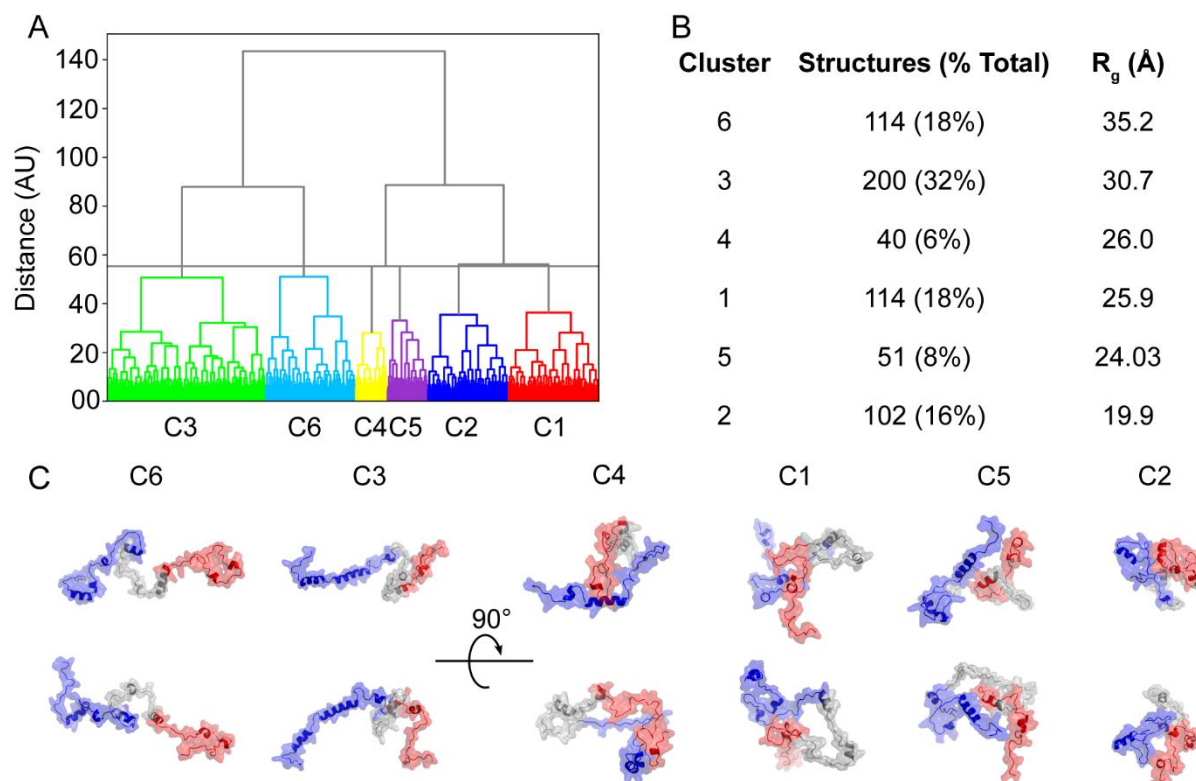 A
Distance (AU)
140
120
100
80
60
40
20
00
C3 C6 C4 C5 C2 C1
B
Cluster Structures (% Total) Rg (Å)
6 114 (18%) 35.2
3 200 (32%) 30.7
4 40 (6%) 26.0
1 114 (18%) 25.9
5 51 (8%) 24.03
2 102 (16%) 19.9
C
C6 C3 C4 C1 C5 C2
90°